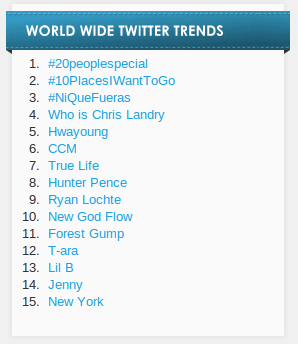 WORLD WIDE TWITTER TRENDS
1. #20peoplespecial
2. #10PlacesIWantToGo
3. #NiQueFueras
4. Who is Chris Landry
5. Hwayoung
6. CCM
7. True Life
8. Hunter Pence
9. Ryan Lochte
10. New God Flow
11. Forest Gump
12. T-ara
13. Lil B
14. Jenny
15. New York